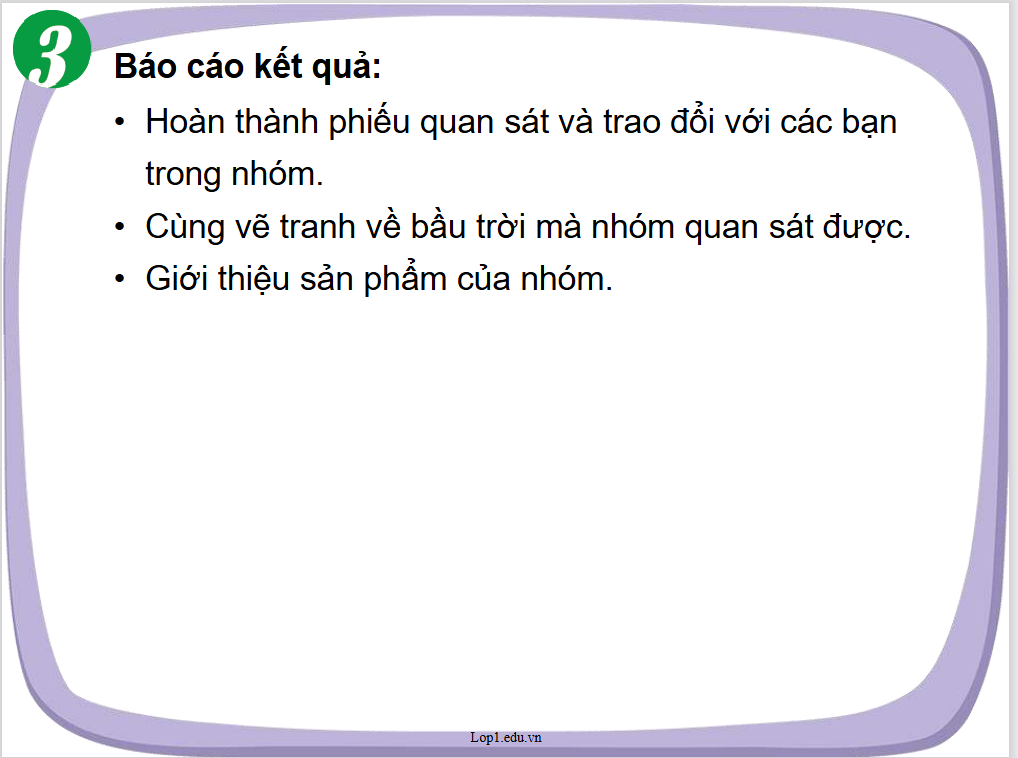 3
Báo cáo kết quả:
• Hoàn thành phiếu quan sát và trao đổi với các bạn
trong nhóm.
• Cùng vẽ tranh về bầu trời mà nhóm quan sát được.
• Giới thiệu sản phẩm của nhóm.
Lop1.edu.vn